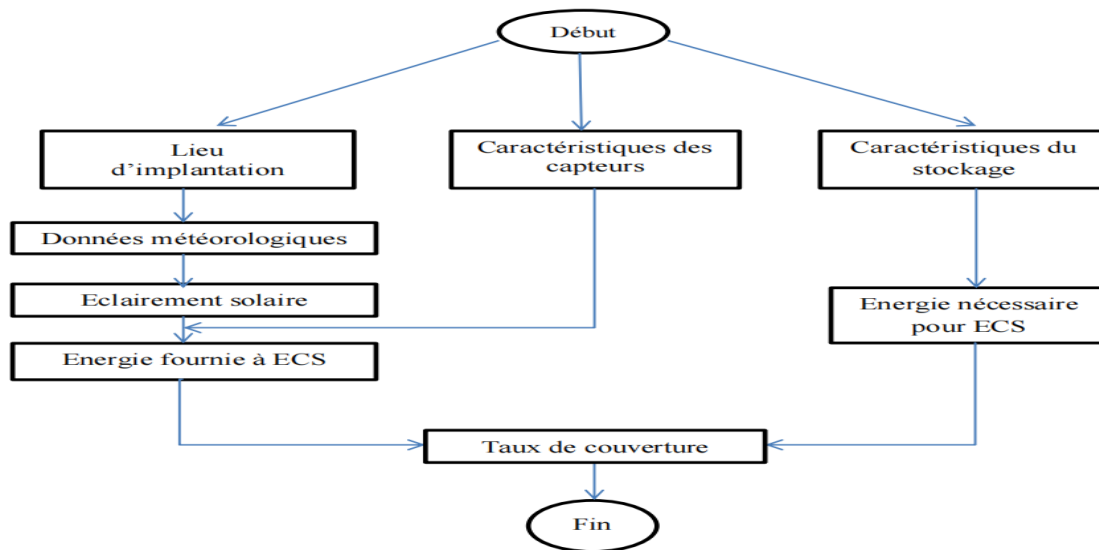 Début
Lieu
d'implantation
Caractéristiques des
capteurs
Caractéristiques du
stockage
Données météorologiques
Eclairement solaire
Energie nécessaire
pour ECS
Energie fournie à ECS
Taux de couverture
Fin